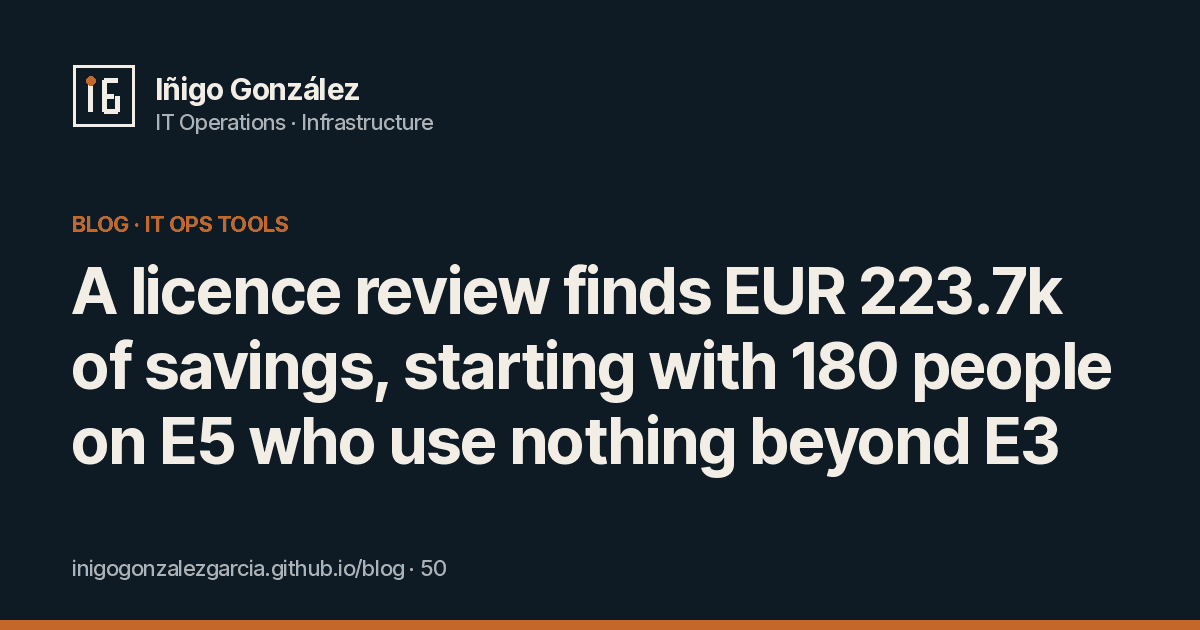 iG
Iñigo González
IT Operations · Infrastructure
BLOG · IT OPS TOOLS
A licence review finds EUR 223.7k
of savings, starting with 180 people
on E5 who use nothing beyond E3
inigogonzalezgarcia.github.io/blog · 50